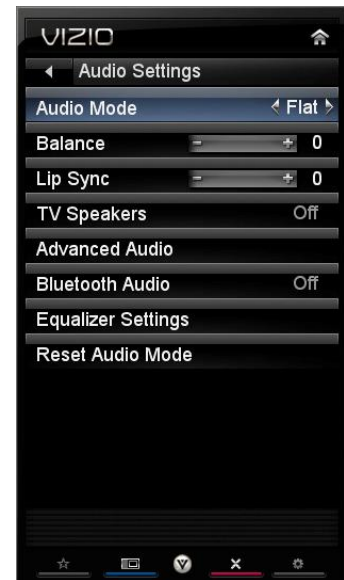 VIZIO
Audio Settings
Audio Mode Flat
Balance - + 0
Lip Sync - + 0
TV Speakers Off
Advanced Audio
Bluetooth Audio Off
Equalizer Settings
Reset Audio Mode
V